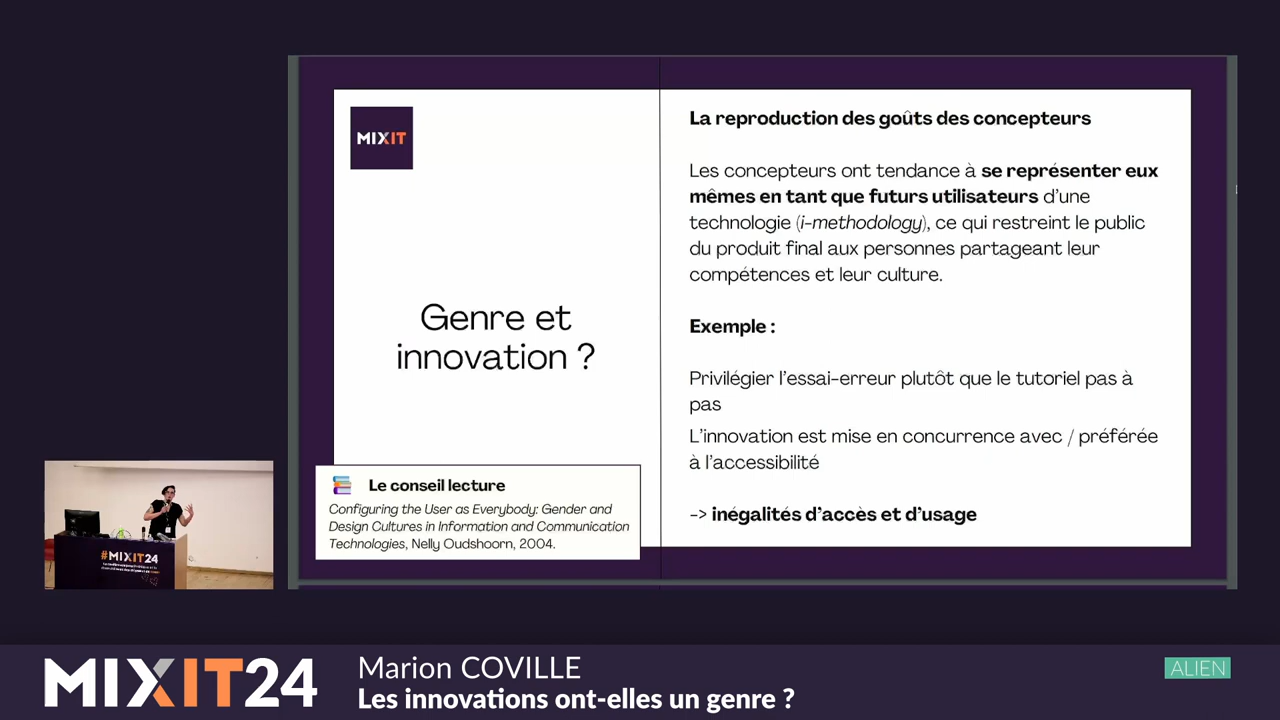 MIXIT
La reproduction des goûts des concepteurs
Les concepteurs ont tendance à se représenter eux
mêmes en tant que futurs utilisateurs d'une
technologie (i-methodology), ce qui restreint le public
du produit final aux personnes partageant leur
compétences et leur culture.
Exemple :
Privilégier l'essai-erreur plutôt que le tutoriel pas à
pas
L'innovation est mise en concurrence avec / préférée
à l'accessibilité
-> inégalités d'accès et d'usage
Genre et
innovation ?
Le conseil lecture
Configuring the User as Everybody: Gender and
Design Cultures in Information and Communication
Technologies, Nelly Oudshoorn, 2004.
#MIXIT24
MIXIT24
Marion COVILLE
Les innovations ont-elles un genre ?
ALIEN